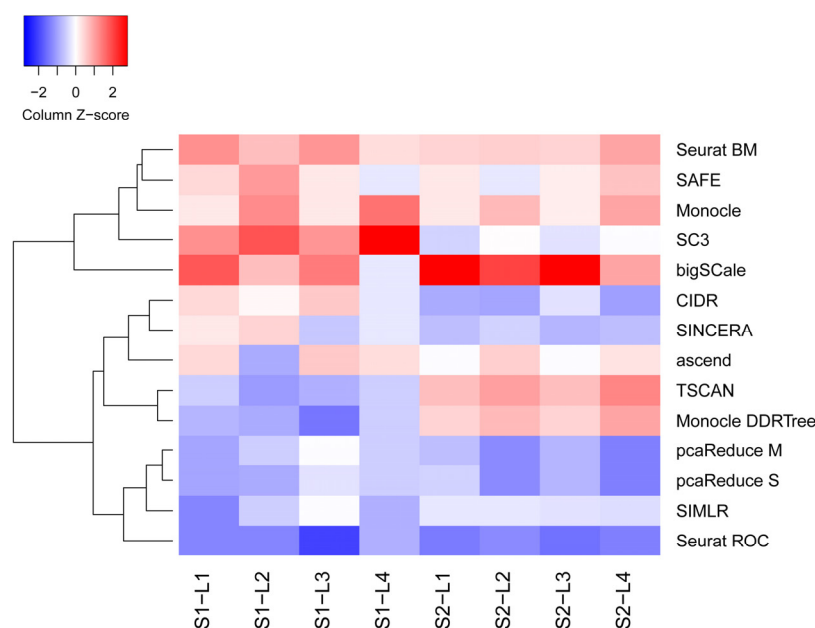 −2 0 2
Column Z−score
Seurat BM
SAFE
Monocle
SC3
bigSCale
CIDR
SINCERA
ascend
TSCAN
Monocle DDRTree
pcaReduce M
pcaReduce S
SIMLR
Seurat ROC
S1−L1
S1−L2
S1−L3
S1−L4
S2−L1
S2−L2
S2−L3
S2−L4